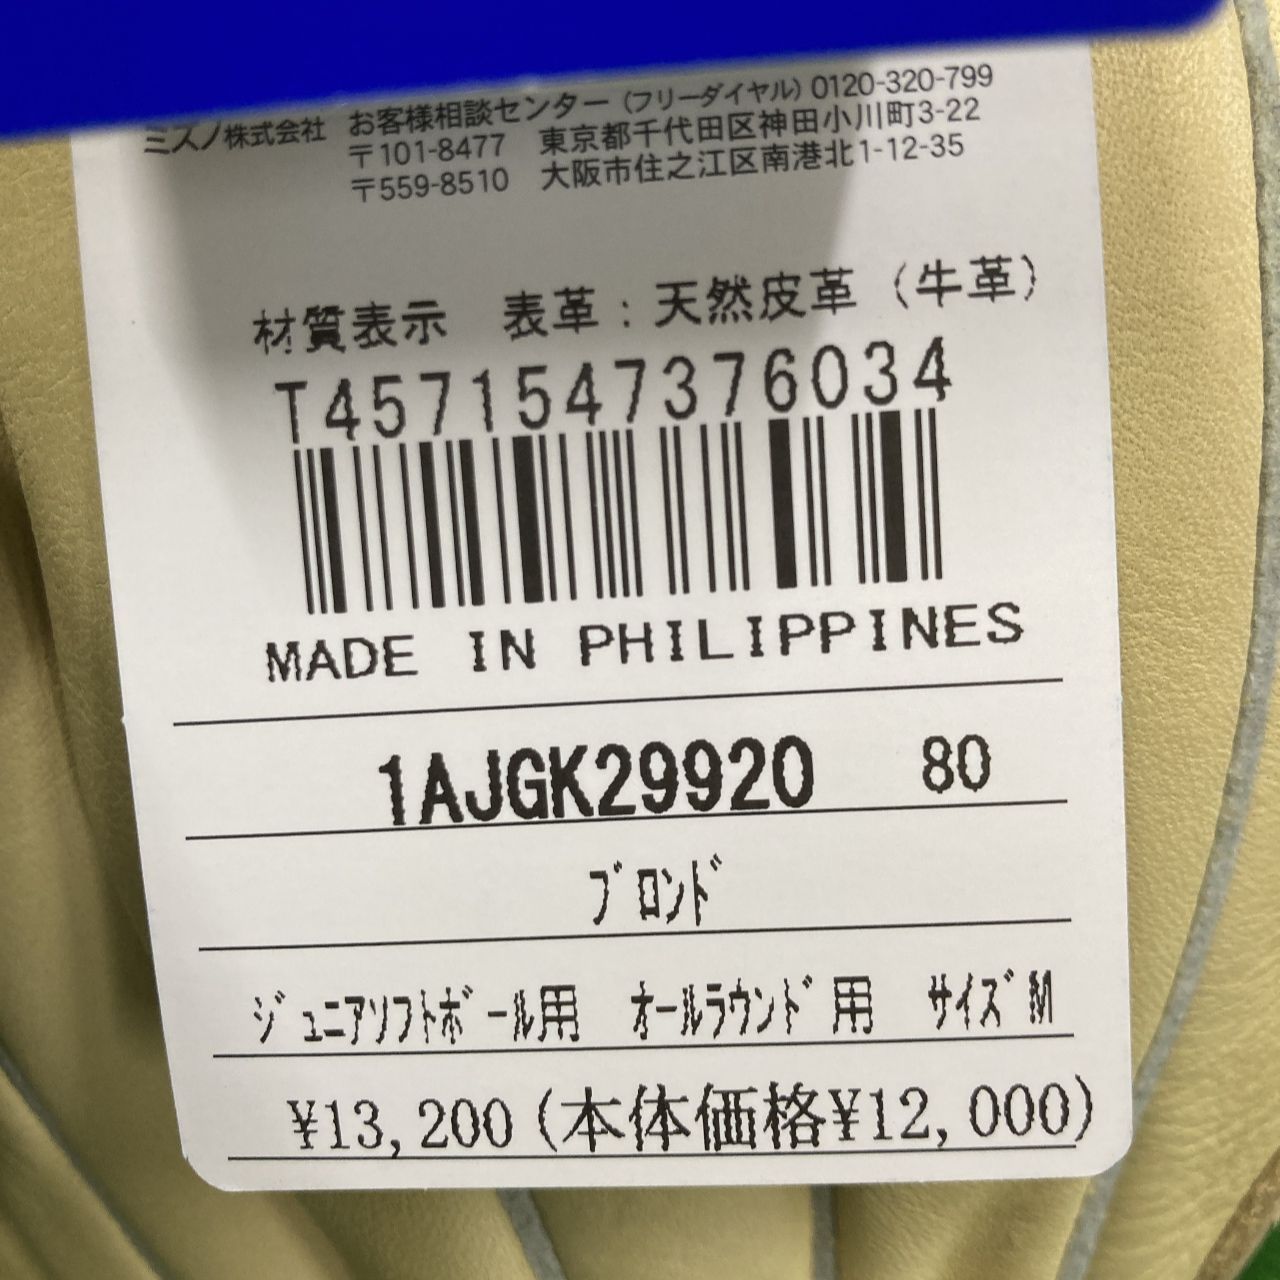 ミズノ株式会社 お客様相談センター (フリーダイヤル) 0120-320-799
〒101-8477 東京都千代田区神田小川町3-22
〒559-8510 大阪市住之江区南港北1-12-35
材質表示 表革：天然皮革（牛革）
T4571547376034
MADE IN PHILIPPINES
1AJGK29920 80
ﾌﾞﾛﾝﾄﾞ
ｼﾞｭﾆｱｿﾌﾄﾎﾞｰﾙ用 ｵｰﾙﾗｳﾝﾄﾞ用 ｻｲｽﾞM
¥13,200(本体価格¥12,000)